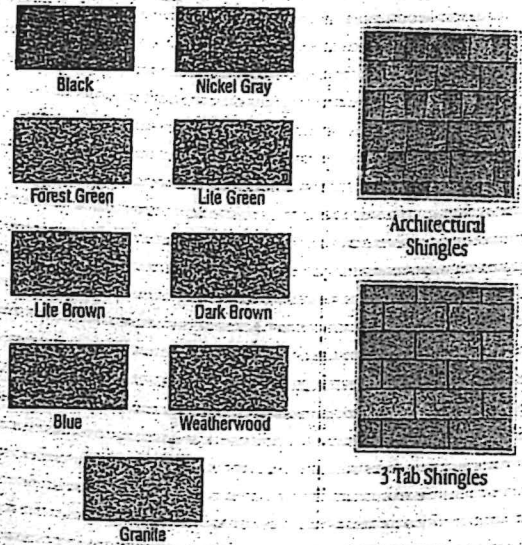 Black
Nickel Gray
Forest Green
Lite Green
Lite Brown
Dark Brown
Blue
Weatherwood
Granite
Architectural
Shingles
3 Tab Shingles